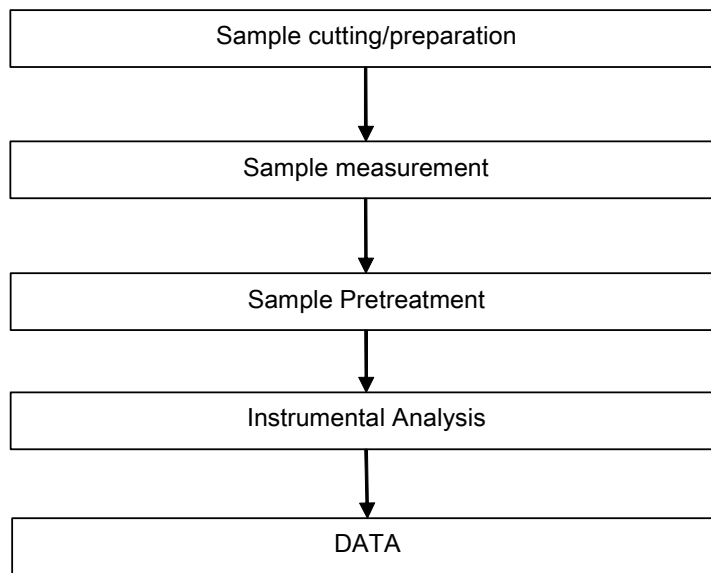 Sample cutting/preparation
Sample measurement
Sample Pretreatment
Instrumental Analysis
DATA